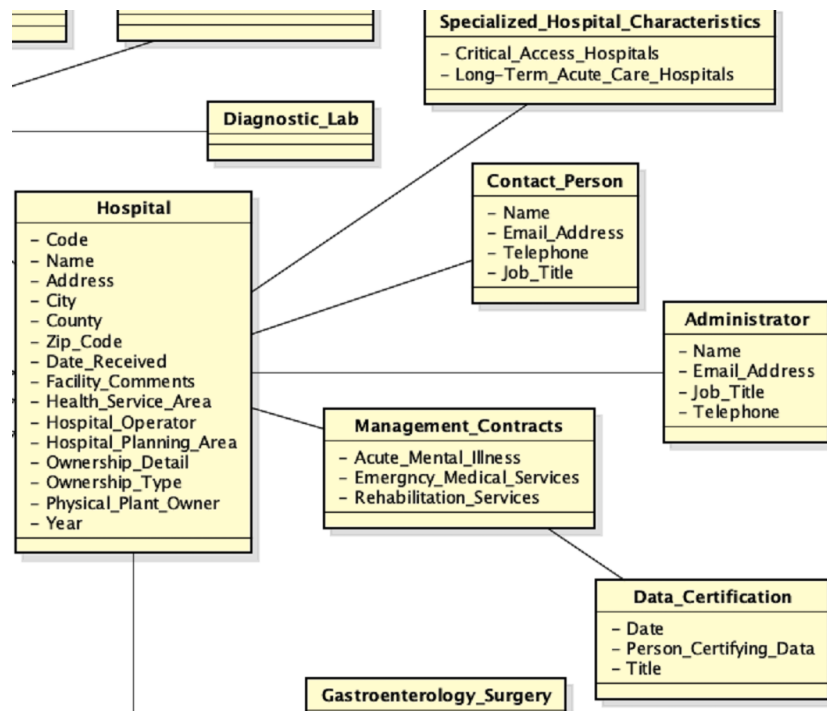 Specialized_Hospital_Characteristics
- Critical_Access_Hospitals
- Long-Term_Acute_Care_Hospitals
Diagnostic_Lab
Contact_Person
- Name
- Email_Address
- Telephone
- Job_Title
Hospital
- Code
- Name
- Address
- City
- County
- Zip_Code
- Date_Received
- Facility_Comments
- Health_Service_Area
- Hospital_Operator
- Hospital_Planning_Area
- Ownership_Detail
- Ownership_Type
- Physical_Plant_Owner
- Year
Administrator
- Name
- Email_Address
- Job_Title
- Telephone
Management_Contracts
- Acute_Mental_Illness
- Emergncy_Medical_Services
- Rehabilitation_Services
Data_Certification
- Date
- Person_Certifying_Data
- Title
Gastroenterology_Surgery